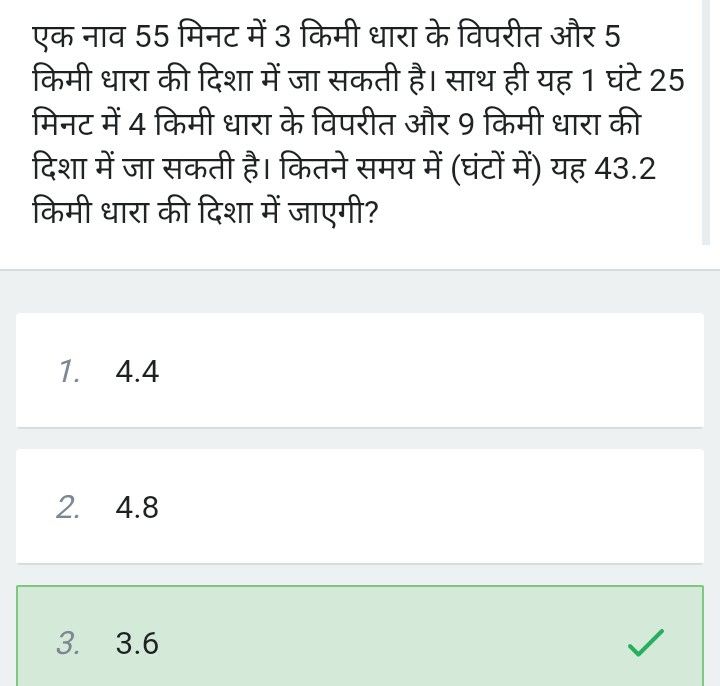 एक नाव 55 मिनट में 3 किमी धारा के विपरीत और 5
किमी धारा की दिशा में जा सकती है। साथ ही यह 1 घंटे 25
मिनट में 4 किमी धारा के विपरीत और 9 किमी धारा की
दिशा में जा सकती है। कितने समय में (घंटों में) यह 43.2
किमी धारा की दिशा में जाएगी?
1. 4.4
2. 4.8
3. 3.6